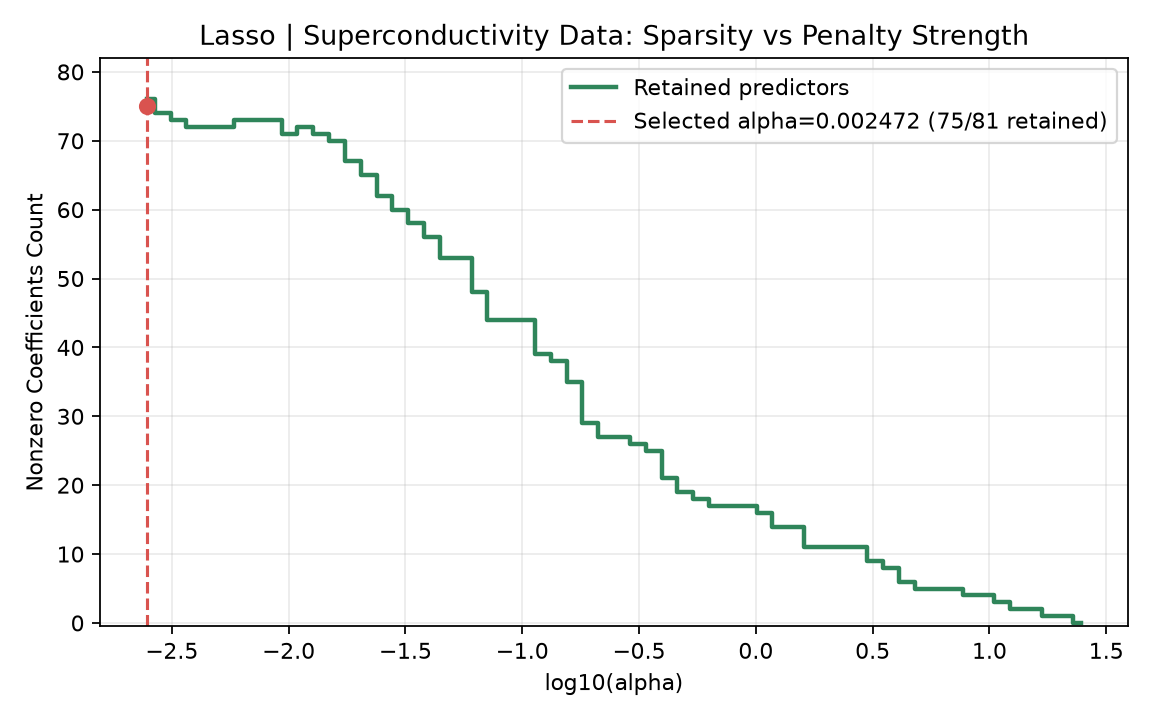 Lasso | Superconductivity Data: Sparsity vs Penalty Strength
Retained predictors
Selected alpha=0.002472 (75/81 retained)
Nonzero Coefficients Count
80
70
60
50
40
30
20
10
0
−2.5 −2.0 −1.5 −1.0 −0.5 0.0 0.5 1.0 1.5
log10(alpha)